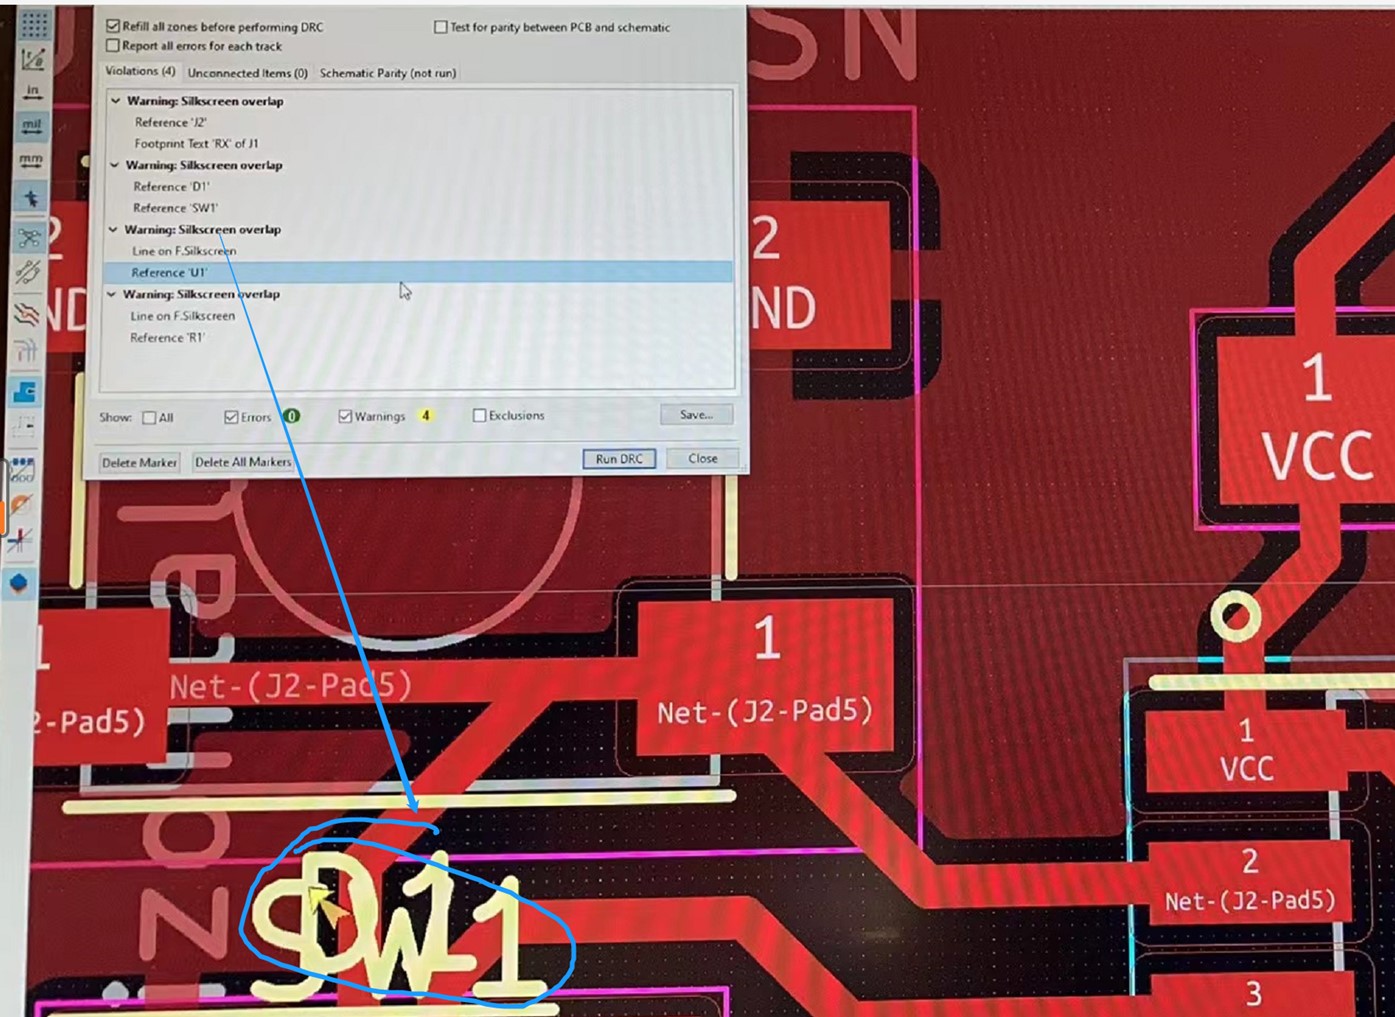 Refill all zones before performing DRC
Test for parity between PCB and schematic
Report all errors for each track
Violations (4) Unconnected Items (0) Schematic Parity (not run)
Warning: Silkscreen overlap
Reference 'J2'
Footprint Text 'RX' of J1
Warning: Silkscreen overlap
Reference 'D1'
Reference 'SW1'
Warning: Silkscreen overlap
Line on F.Silkscreen
Reference 'U1'
Warning: Silkscreen overlap
Line on F.Silkscreen
Reference 'R1'
Show: All Errors 0 Warnings 4 Exclusions Save...
Delete Marker Delete All Markers Run DRC Close
in
mil
mm
2
ND
2
ND
1
VCC
1
Net-(J2-Pad5)
1
Net-(J2-Pad5)
2-Pad5)
1
VCC
2
Net-(J2-Pad5)
3
D1
SW1